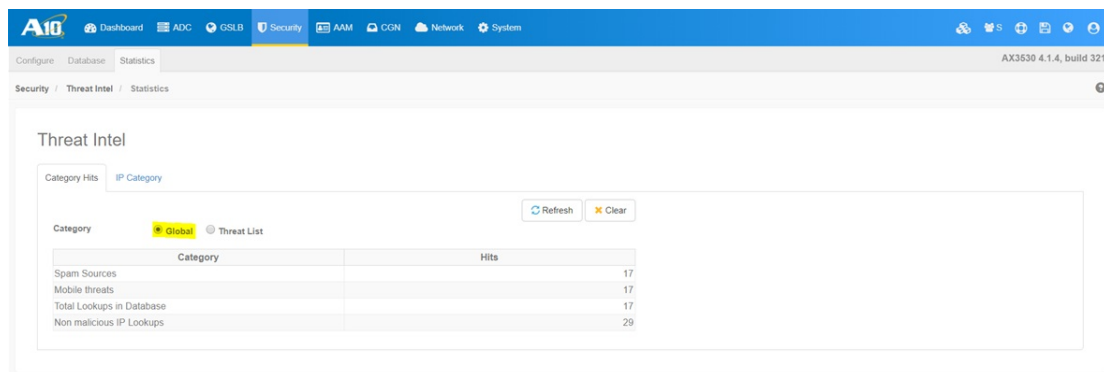 A10 Dashboard ADC GSLB Security AAM CGN Network System S
Configure Database Statistics AX3530 4.1.4, build 321
Security / Threat Intel / Statistics
Threat Intel
Category Hits IP Category
Refresh Clear
Category Global Threat List
Category Hits
Spam Sources 17
Mobile threats 17
Total Lookups in Database 17
Non malicious IP Lookups 29